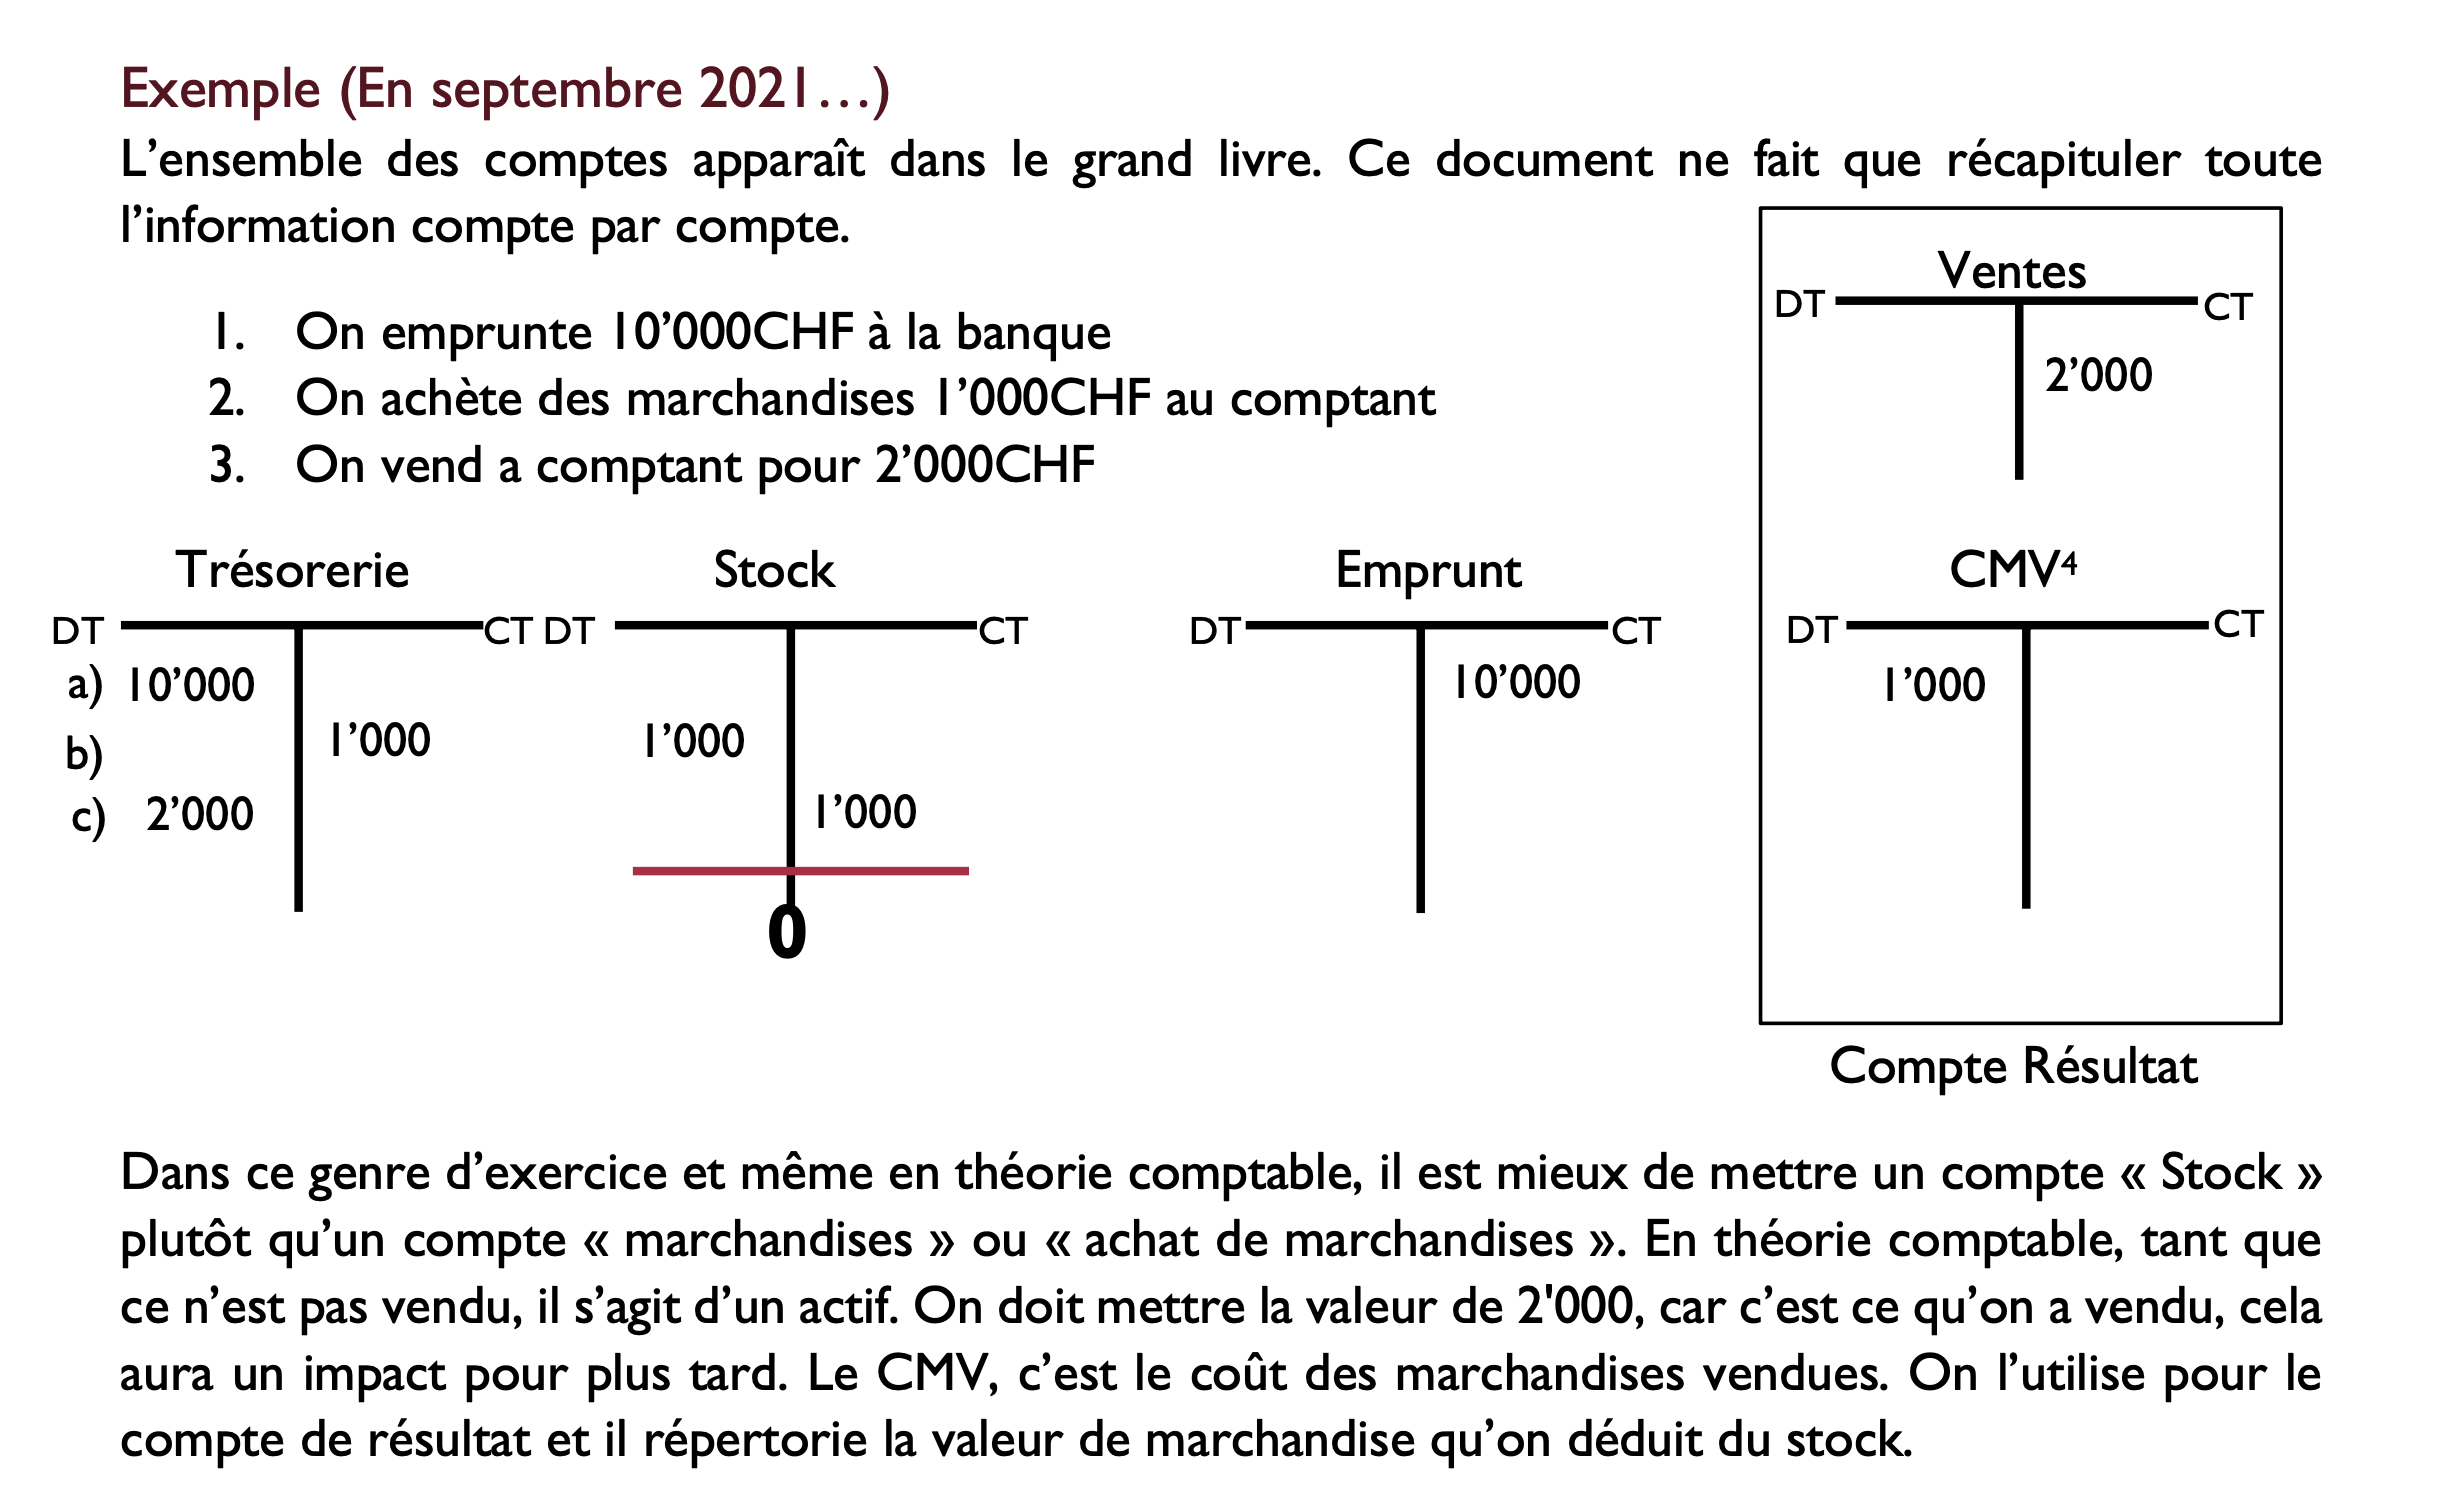 Exemple (En septembre 2021…)
L’ensemble des comptes apparaît dans le grand livre. Ce document ne fait que récapituler toute
l’information compte par compte.
1. On emprunte 10’000CHF à la banque
2. On achète des marchandises 1’000CHF au comptant
3. On vend a comptant pour 2’000CHF
Ventes
DT CT
2’000
Trésorerie
DT CT
a) 10’000
1’000
b)
c) 2’000
Stock
DT CT
1’000
1’000
0
Emprunt
DT CT
10’000
CMV⁴
DT CT
1’000
Compte Résultat
Dans ce genre d’exercice et même en théorie comptable, il est mieux de mettre un compte « Stock »
plutôt qu’un compte « marchandises » ou « achat de marchandises ». En théorie comptable, tant que
ce n’est pas vendu, il s’agit d’un actif. On doit mettre la valeur de 2'000, car c’est ce qu’on a vendu, cela
aura un impact pour plus tard. Le CMV, c’est le coût des marchandises vendues. On l’utilise pour le
compte de résultat et il répertorie la valeur de marchandise qu’on déduit du stock.